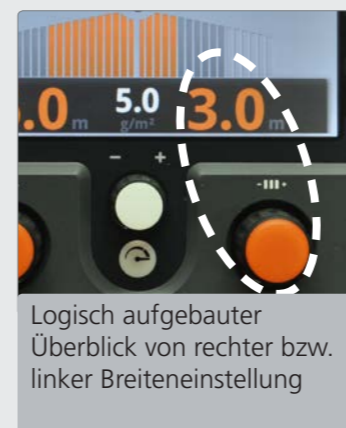 .0 m 5.0 g/m² 3.0 m
- +
Logisch aufgebauter
Überblick von rechter bzw.
linker Breiteneinstellung